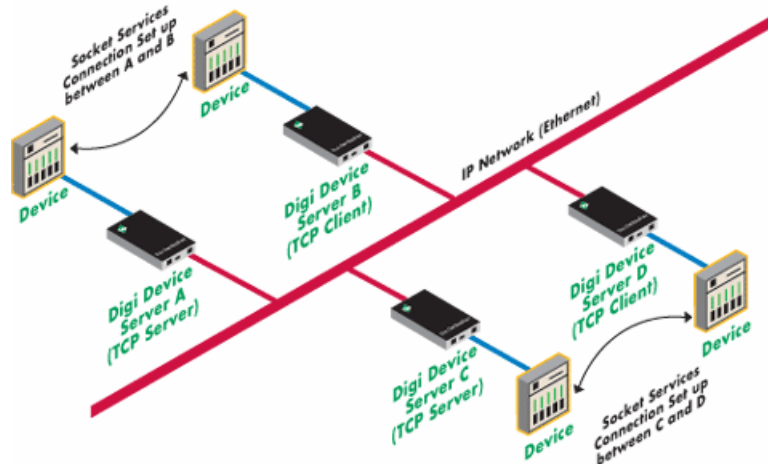 Socket Services
Connection Set up
between A and B
Device
Device
IP Network (Ethernet)
Digi Device
Server B
(TCP Client)
Digi Device
Server A
(TCP Server)
Digi Device
Server D
(TCP Client)
Digi Device
Server C
(TCP Server)
Device
Device
Socket Services
Connection Set up
between C and D